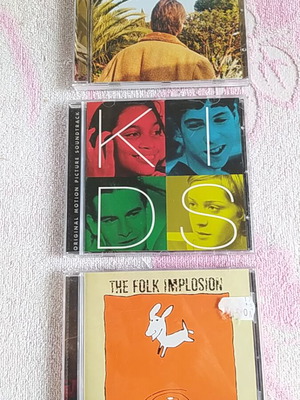 ORIGINAL MOTION PICTURE SOUNDTRACK
K I
D S
THE FOLK IMPLOSION